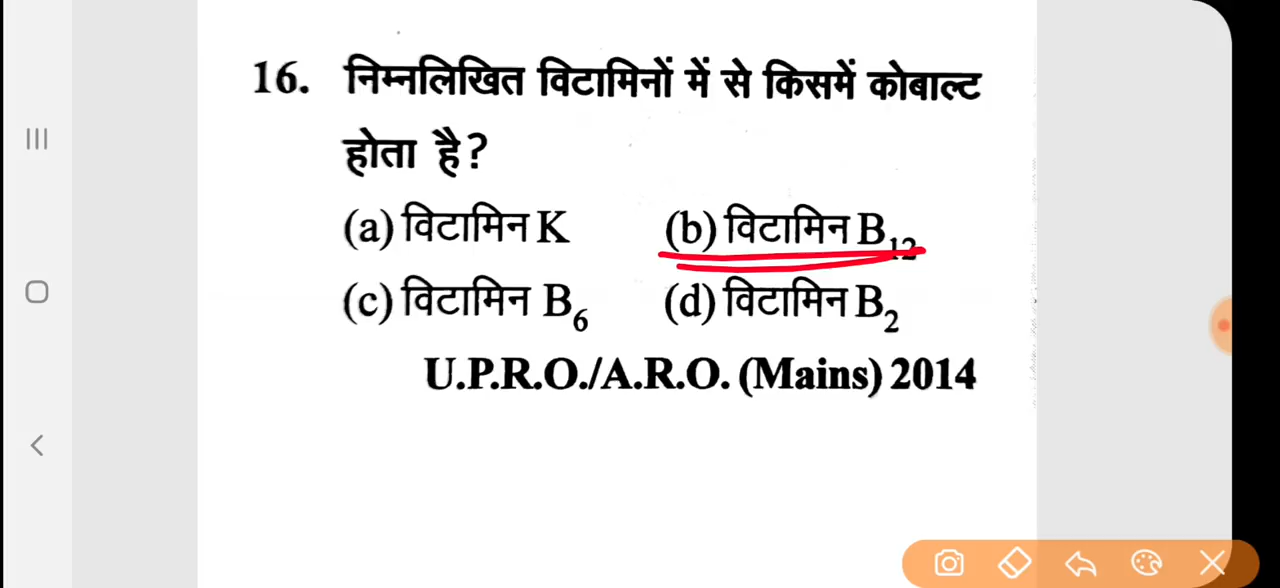 16. निम्नलिखित विटामिनों में से किसमें कोबाल्ट
होता है?
(a) विटामिन K (b) विटामिन B₁₂
(c) विटामिन B₆ (d) विटामिन B₂
U.P.R.O./A.R.O. (Mains) 2014